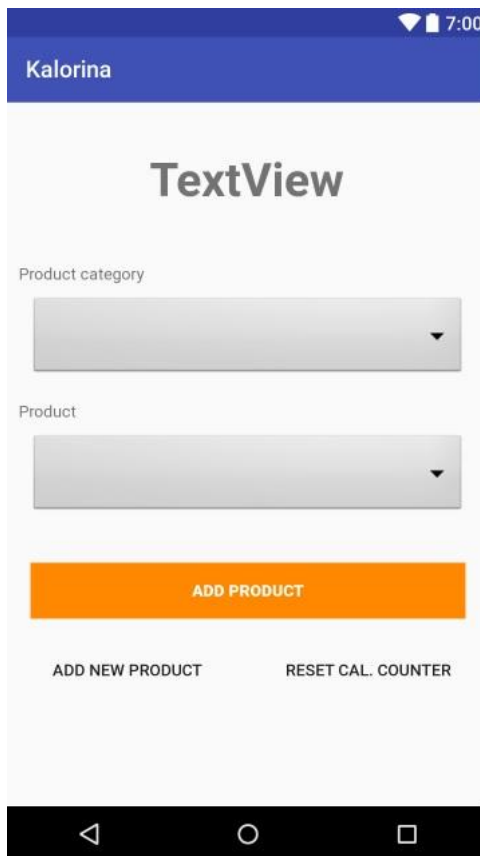 7:00
Kalorina
TextView
Product category
Product
ADD PRODUCT
ADD NEW PRODUCT RESET CAL. COUNTER